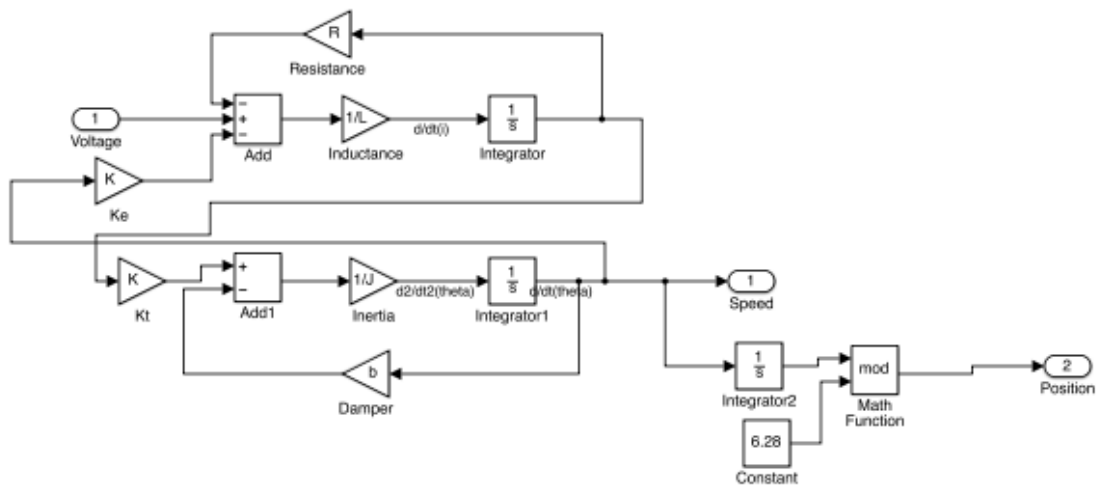 R
Resistance
1
Voltage
−
+
−
Add
1/L
Inductance
d/dt(i)
1
s
Integrator
K
Ke
K
Kt
+
−
Add1
1/J
Inertia
d2/dt2(theta)
1
s
Integrator1
d/dt(theta)
1
Speed
b
Damper
1
s
Integrator2
mod
Math
Function
2
Position
6.28
Constant